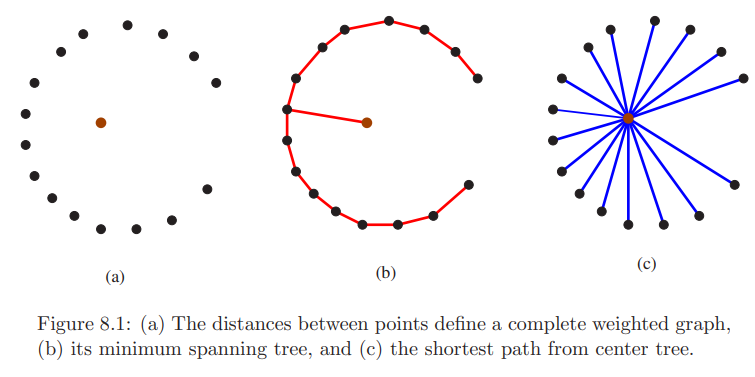 (a)
(b)
(c)
Figure 8.1: (a) The distances between points define a complete weighted graph,
(b) its minimum spanning tree, and (c) the shortest path from center tree.